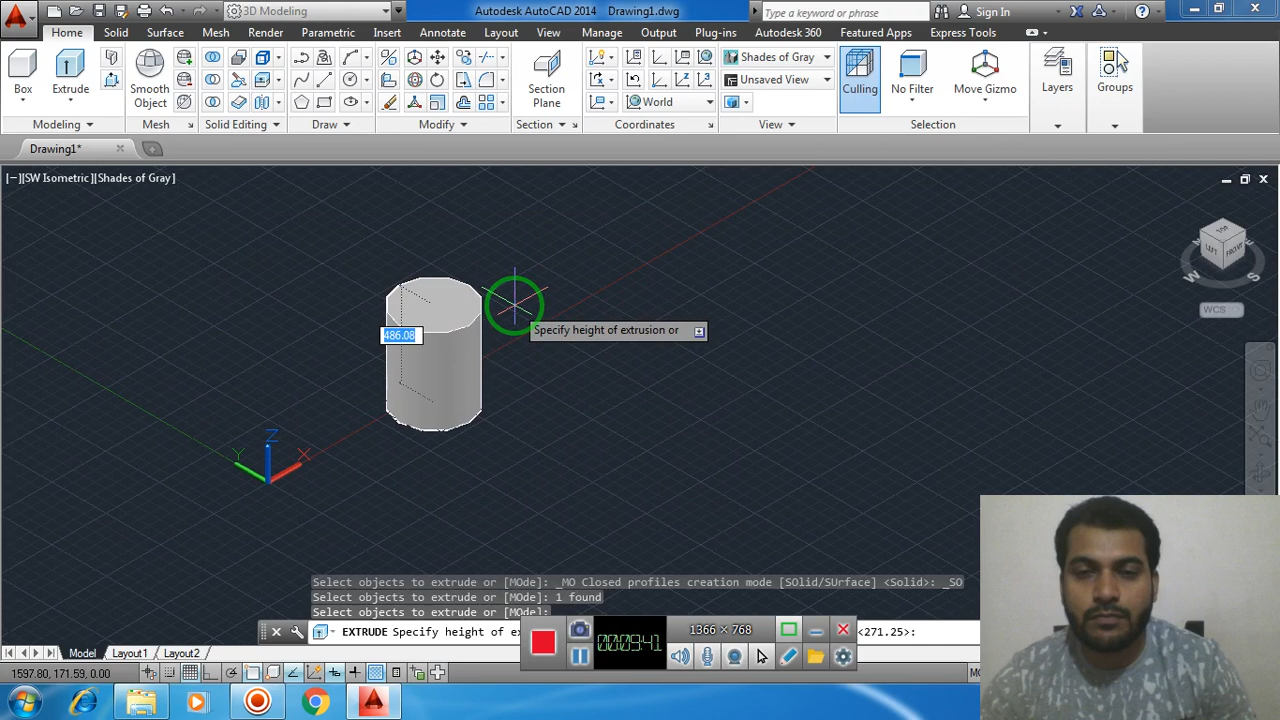 3D Modeling
Autodesk AutoCAD 2014 Drawing1.dwg
Type a keyword or phrase
Sign In
Home Solid Surface Mesh Render Parametric Insert Annotate Layout View Manage Output Plug-ins Autodesk 360 Featured Apps Express Tools
Box
Extrude
Smooth
Object
Section
Plane
World
Shades of Gray
Unsaved View
Culling
No Filter
Move Gizmo
Layers
Groups
Modeling
Mesh
Solid Editing
Draw
Modify
Section
Coordinates
View
Selection
Drawing1*
[−][SW Isometric][Shades of Gray]
TOP
LEFT
FRONT
W
S
WCS
486.08
Specify height of extrusion or
Z
Y
X
Select objects to extrude or [MOde]: _MO Closed profiles creation mode [SOlid/SUrface] <Solid>: _SO
Select objects to extrude or [MOde]: 1 found
Select objects to extrude or [MOde]:
EXTRUDE Specify height of ex
<271.25>:
00:09:41
1366 × 768
Model Layout1 Layout2
1597.80, 171.59, 0.00